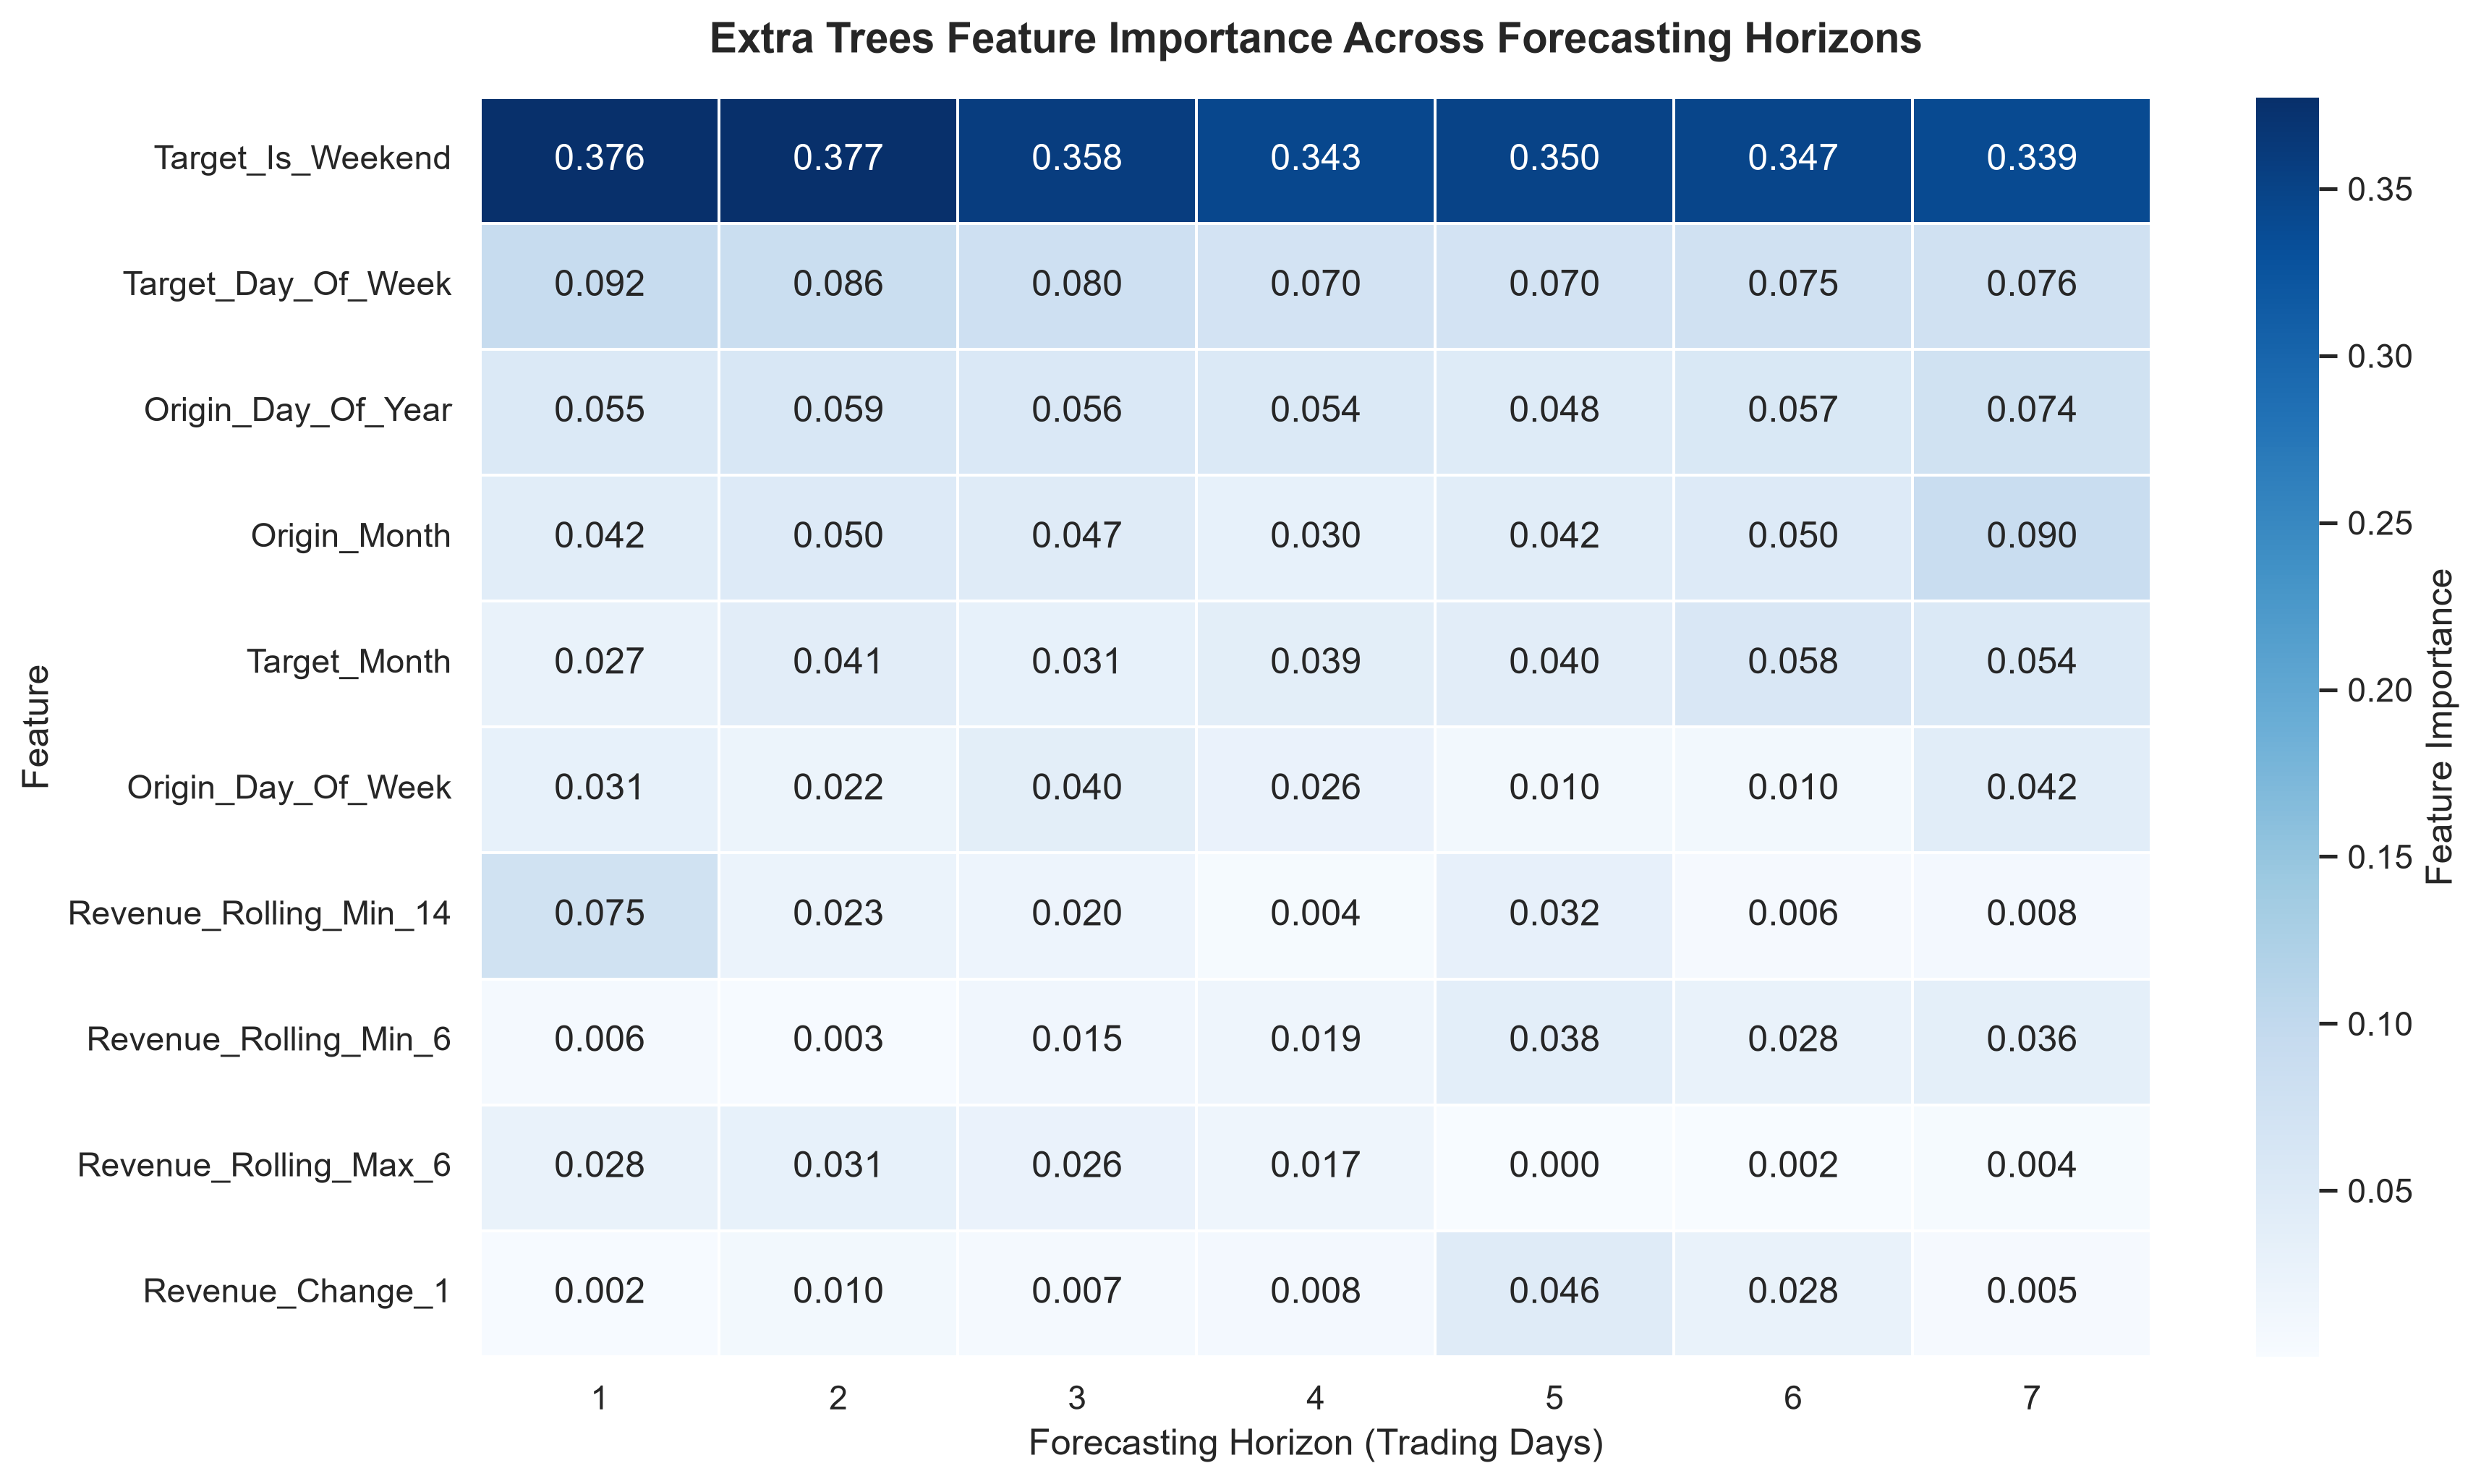 Extra Trees Feature Importance Across Forecasting Horizons
Target_Is_Weekend 0.376 0.377 0.358 0.343 0.350 0.347 0.339
Target_Day_Of_Week 0.092 0.086 0.080 0.070 0.070 0.075 0.076
Origin_Day_Of_Year 0.055 0.059 0.056 0.054 0.048 0.057 0.074
Origin_Month 0.042 0.050 0.047 0.030 0.042 0.050 0.090
Target_Month 0.027 0.041 0.031 0.039 0.040 0.058 0.054
Origin_Day_Of_Week 0.031 0.022 0.040 0.026 0.010 0.010 0.042
Revenue_Rolling_Min_14 0.075 0.023 0.020 0.004 0.032 0.006 0.008
Revenue_Rolling_Min_6 0.006 0.003 0.015 0.019 0.038 0.028 0.036
Revenue_Rolling_Max_6 0.028 0.031 0.026 0.017 0.000 0.002 0.004
Revenue_Change_1 0.002 0.010 0.007 0.008 0.046 0.028 0.005
1 2 3 4 5 6 7
Forecasting Horizon (Trading Days)
Feature
0.35
0.30
0.25
0.20
0.15
0.10
0.05
Feature Importance